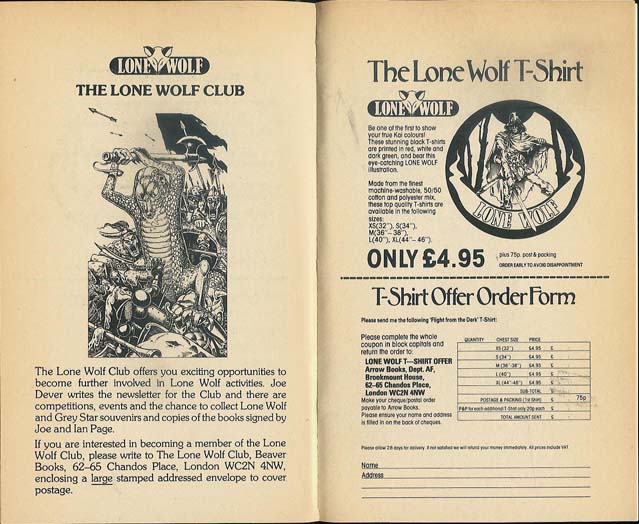 LONE WOLF
THE LONE WOLF CLUB
The Lone Wolf Club offers you exciting opportunities to
become further involved in Lone Wolf activities. Joe
Dever writes the newsletter for the Club and there are
competitions, events and the chance to collect Lone Wolf
and Grey Star souvenirs and copies of the books signed by
Joe and Ian Page.
If you are interested in becoming a member of the Lone
Wolf Club, please write to The Lone Wolf Club, Beaver
Books, 62–65 Chandos Place, London WC2N 4NW,
enclosing a large stamped addressed envelope to cover
postage.
The Lone Wolf T-Shirt
LONE WOLF
Be one of the first to show
your true Kai colours!
These stunning black T-shirts
are printed in red, white and
dark green, and bear this
eye-catching LONE WOLF
illustration.
Made from the finest
machine-washable, 50/50
cotton and polyester mix,
these top quality T-shirts are
available in the following
sizes:
XS(32"), S(34"),
M(36"– 38"),
L(40"), XL(44"– 46").
LONE WOLF
ONLY £4.95
plus 75p. post & packing
ORDER EARLY TO AVOID DISAPPOINTMENT
T-Shirt Offer Order Form
Please send me the following 'Flight from the Dark' T-Shirt:
Please complete the whole
coupon in block capitals and
return the order to:
LONE WOLF T–SHIRT OFFER
Arrow Books, Dept. AF,
Brookmount House,
62–65 Chandos Place,
London WC2N 4NW
Make your cheque/postal order
payable to Arrow Books.
Please ensure your name and address
is filled in on the back of cheques.
QUANTITY CHEST SIZE PRICE
XS (32") £4.95 £
S (34") £4.95 £
M (36"-38") £4.95 £
L (40") £4.95 £
XL (44"-46") £4.95 £
SUB-TOTAL £
POSTAGE & PACKING (1st Shirt) £ 75p
P&P for each additional T-Shirt only 20p each £
TOTAL AMOUNT SENT £
Please allow 28 days for delivery. If not satisfied we will refund your money immediately. All prices include VAT
Name
Address